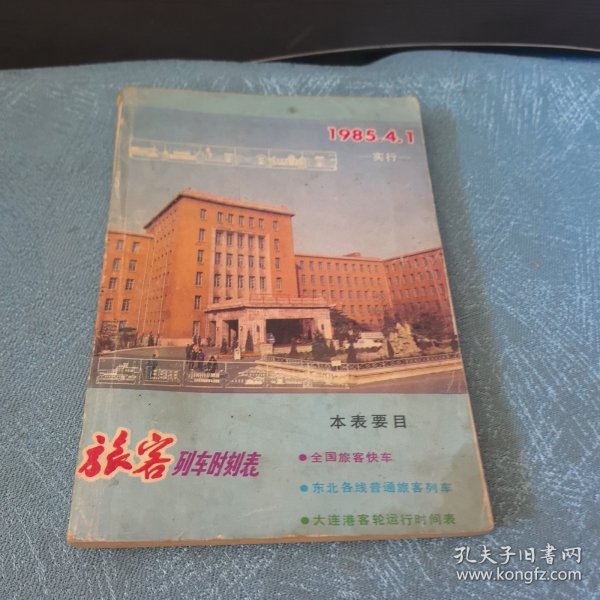 1985.4.1
—实行—
本表要目
旅客列车时刻表
●全国旅客快车
●东北各线普通旅客列车
●大连港客轮运行时间表
孔夫子旧书网
www.kongfz.com